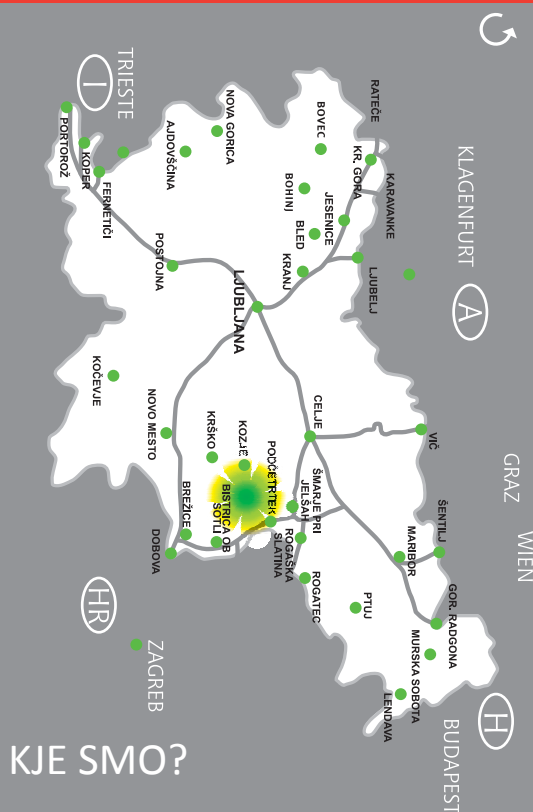 KLAGENFURT
A
GRAZ
WIEN
H
BUDAPEST
TRIESTE
I
HR
ZAGREB
RATEČE
KR. GORA
KARAVANKE
BOVEC
JESENICE
BOHINJ
BLED
LJUBELJ
KRANJ
NOVA GORICA
AJDOVŠČINA
PORTOROŽ
KOPER
FERNETIČI
POSTOJNA
LJUBLJANA
KOČEVJE
NOVO MESTO
CELJE
VIČ
KRŠKO
KOZJE
PODČETRTEK
ŠMARJE PRI
JELŠAH
BISTRICA OB
SOTLI
BREŽICE
DOBOVA
ROGAŠKA
SLATINA
ROGATEC
ŠENTILJ
MARIBOR
PTUJ
GOR. RADGONA
MURSKA SOBOTA
LENDAVA
KJE SMO?